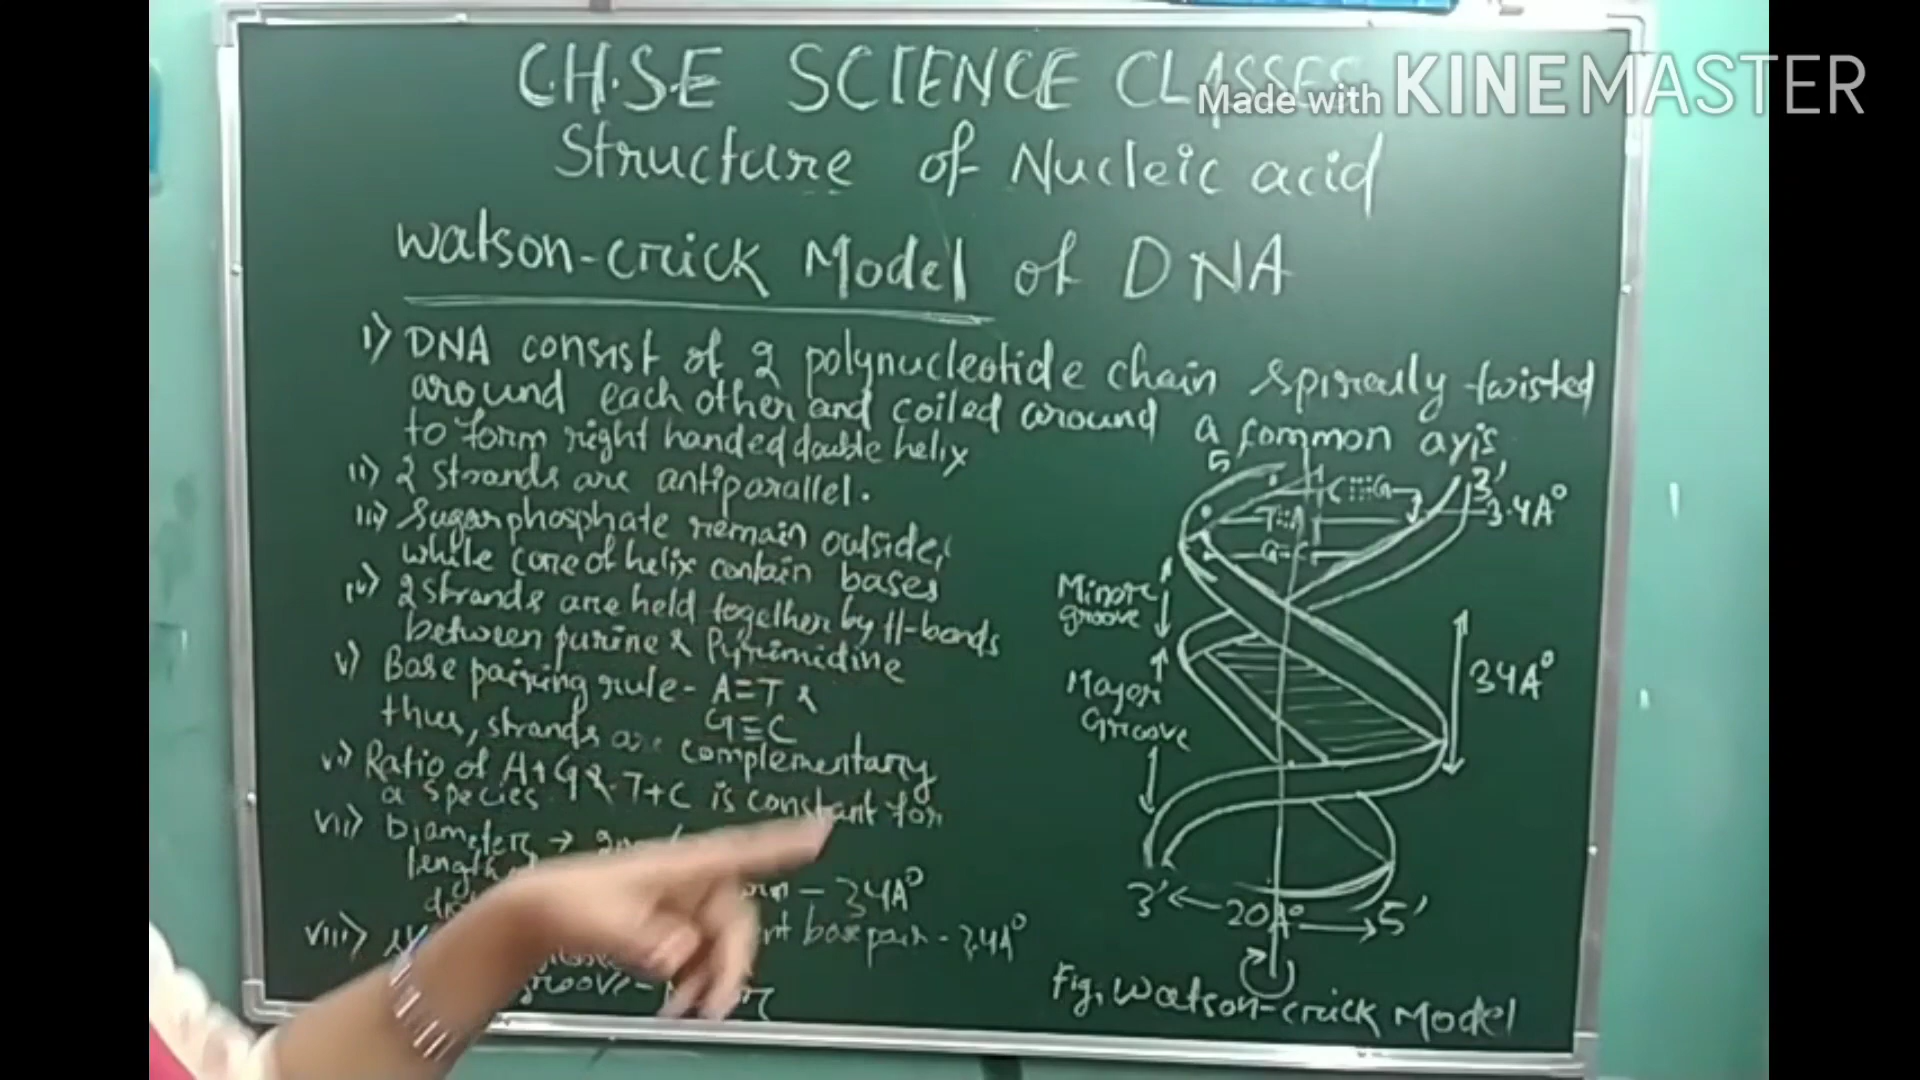 C.H.S.E SCIENCE CLASSES
Made with KINEMASTER
Structure of Nucleic acid
Watson-crick Model of DNA
i) DNA consist of 2 polynucleotide chain spirally twisted
around each other and coiled around a common axis
to form right handed double helix
ii) 2 strands are antiparallel.
iii) Sugar phosphate remain outside,
while core of helix contain bases
iv) 2 strands are held together by H-bonds
between purine & Pyrimidine
v) Base pairing rule - A=T &
G≡C
thus, strands are complementary
vi) Ratio of A+G & T+C is constant for
a species.
vii) Diameter →
length
- 34A°
base pair - 3.4A°
viii)
groove -
5'
3'
C G
3.4A°
T A
G C
Minor
groove
Major
Groove
34A°
3' ← 20A° → 5'
Fig, Watson-crick Model